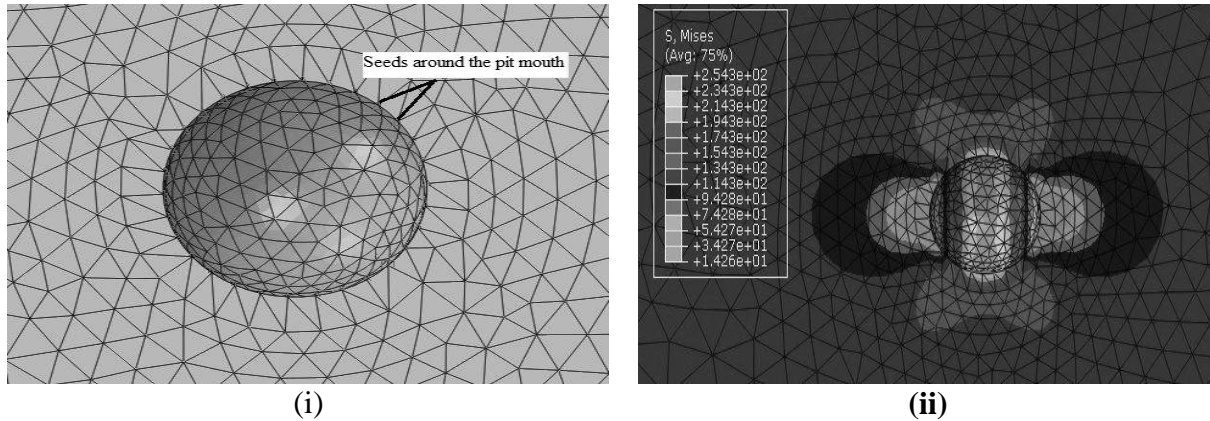 Seeds around the pit mouth
S, Mises
(Avg: 75%)
+2.543e+02
+2.343e+02
+2.143e+02
+1.943e+02
+1.743e+02
+1.543e+02
+1.343e+02
+1.143e+02
+9.428e+01
+7.428e+01
+5.427e+01
+3.427e+01
+1.426e+01
(i)
(ii)